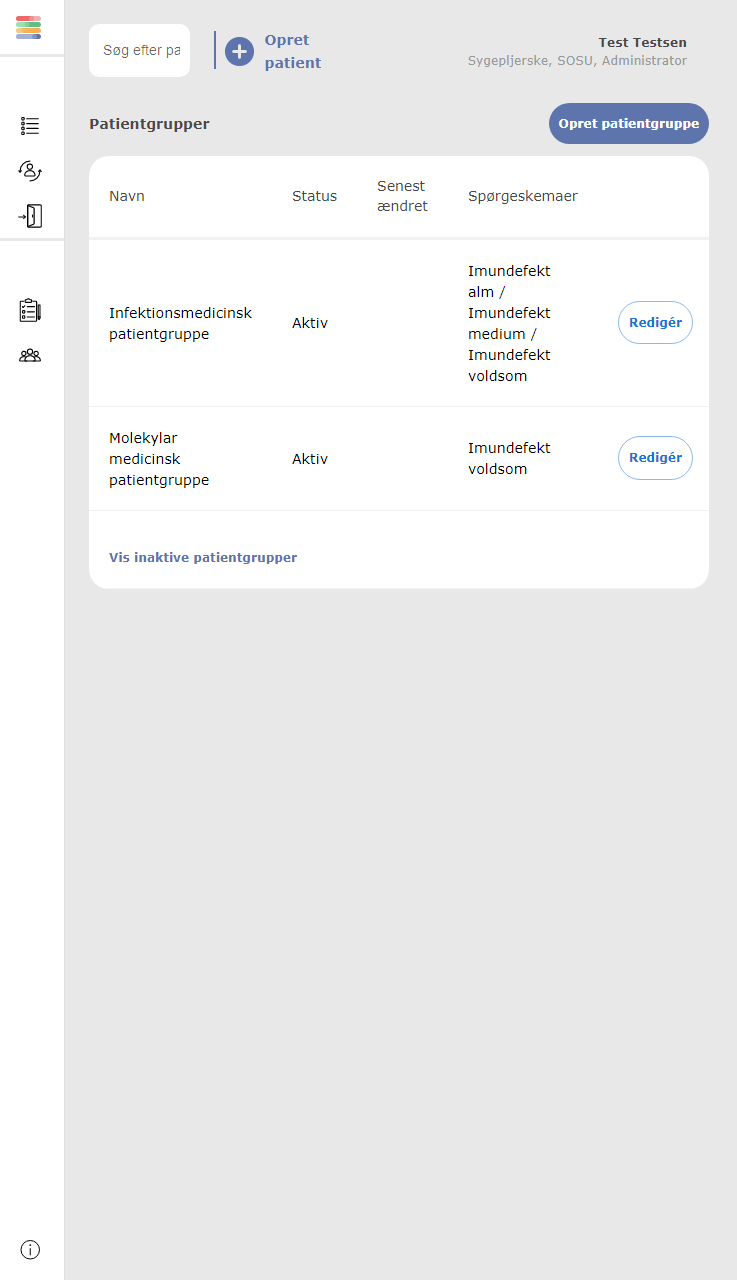 Søg efter pa
Opret
patient
Test Testsen
Sygepljerske, SOSU, Administrator
Patientgrupper
Opret patientgruppe
Navn
Status
Senest
ændret
Spørgeskemaer
Infektionsmedicinsk
patientgruppe
Aktiv
Imundefekt
alm /
Imundefekt
medium /
Imundefekt
voldsom
Redigér
Molekylar
medicinsk
patientgruppe
Aktiv
Imundefekt
voldsom
Redigér
Vis inaktive patientgrupper